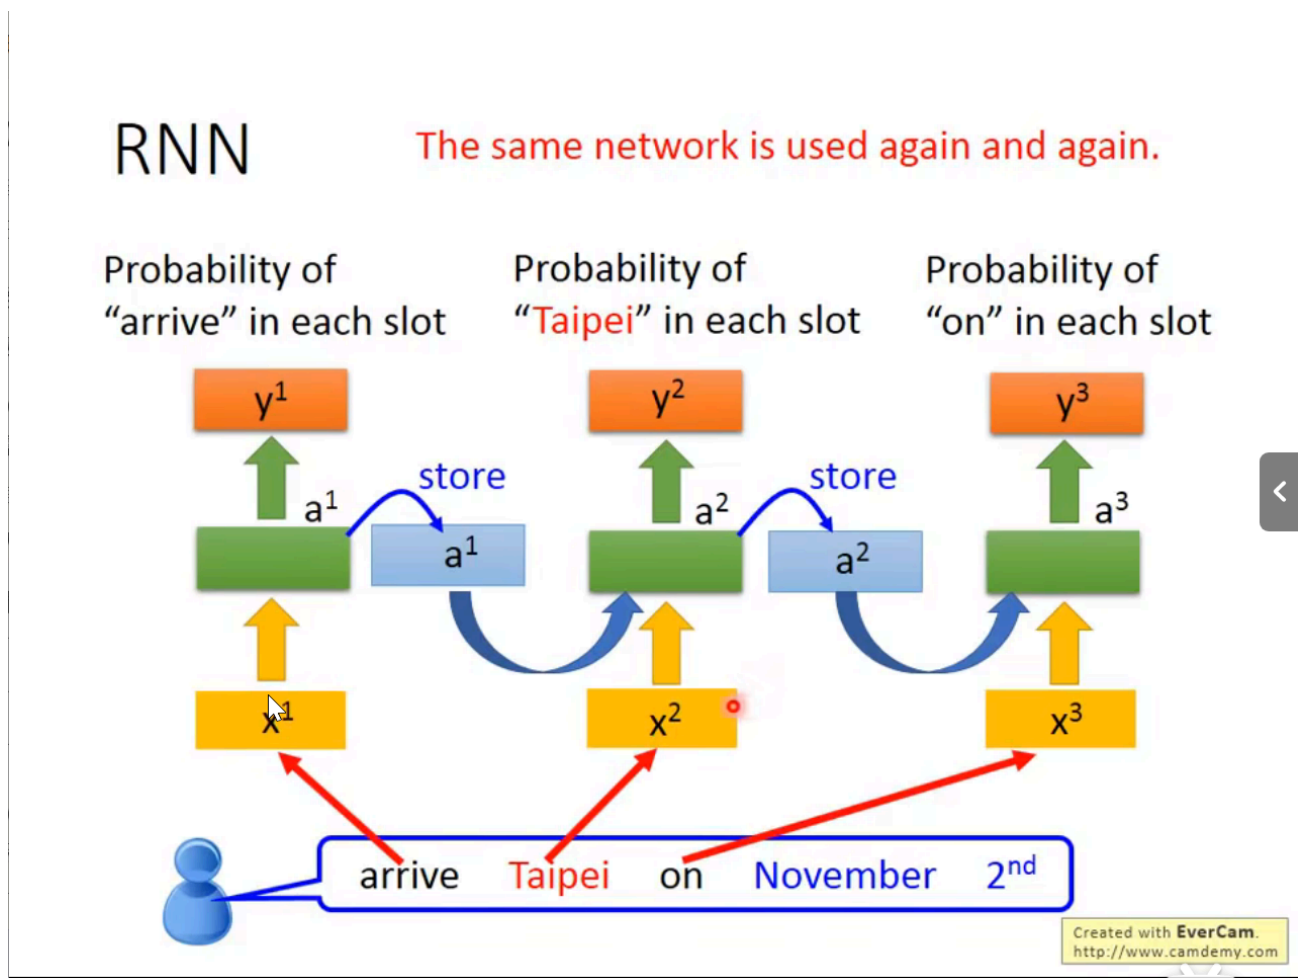 RNN
The same network is used again and again.
Probability of
“arrive” in each slot
Probability of
“Taipei” in each slot
Probability of
“on” in each slot
y¹
y²
y³
store
store
a¹
a²
a³
a¹
a²
x¹
x²
x³
arrive Taipei on November 2ⁿᵈ
Created with EverCam.
http://www.camdemy.com